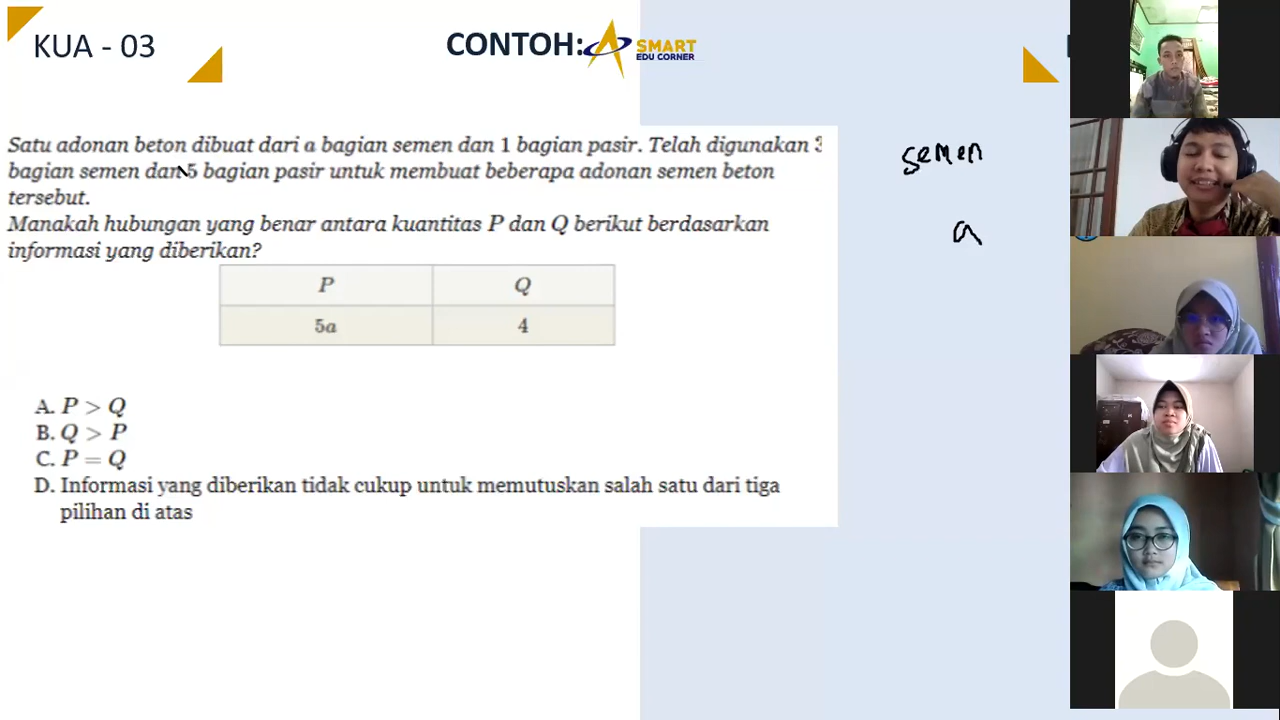 KUA - 03
CONTOH:
SMART
EDU CORNER
Satu adonan beton dibuat dari a bagian semen dan 1 bagian pasir. Telah digunakan 3
bagian semen dan 5 bagian pasir untuk membuat beberapa adonan semen beton
tersebut.
Manakah hubungan yang benar antara kuantitas P dan Q berikut berdasarkan
informasi yang diberikan?
P Q
5a 4
A. P > Q
B. Q > P
C. P = Q
D. Informasi yang diberikan tidak cukup untuk memutuskan salah satu dari tiga
pilihan di atas
semen
a